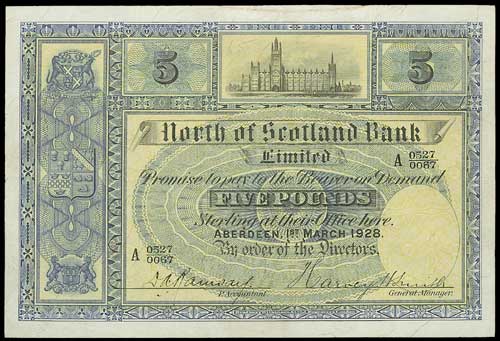 5 5
North of Scotland Bank
Limited
A 0527
0067
Promise to pay to the Bearer on Demand
FIVE POUNDS
Sterling at their Office here.
ABERDEEN, 1ST MARCH 1928.
A 0527
0067
By order of the Directors.
Harvey H Smith
P. Accountant. General Manager.